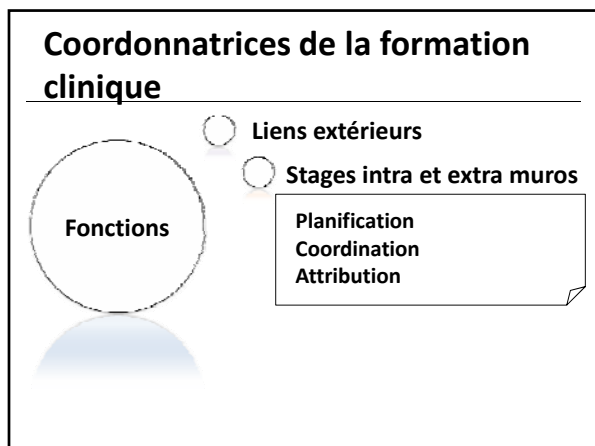 Coordonnatrices de la formation
clinique
Liens extérieurs
Stages intra et extra muros
Fonctions
Planification
Coordination
Attribution